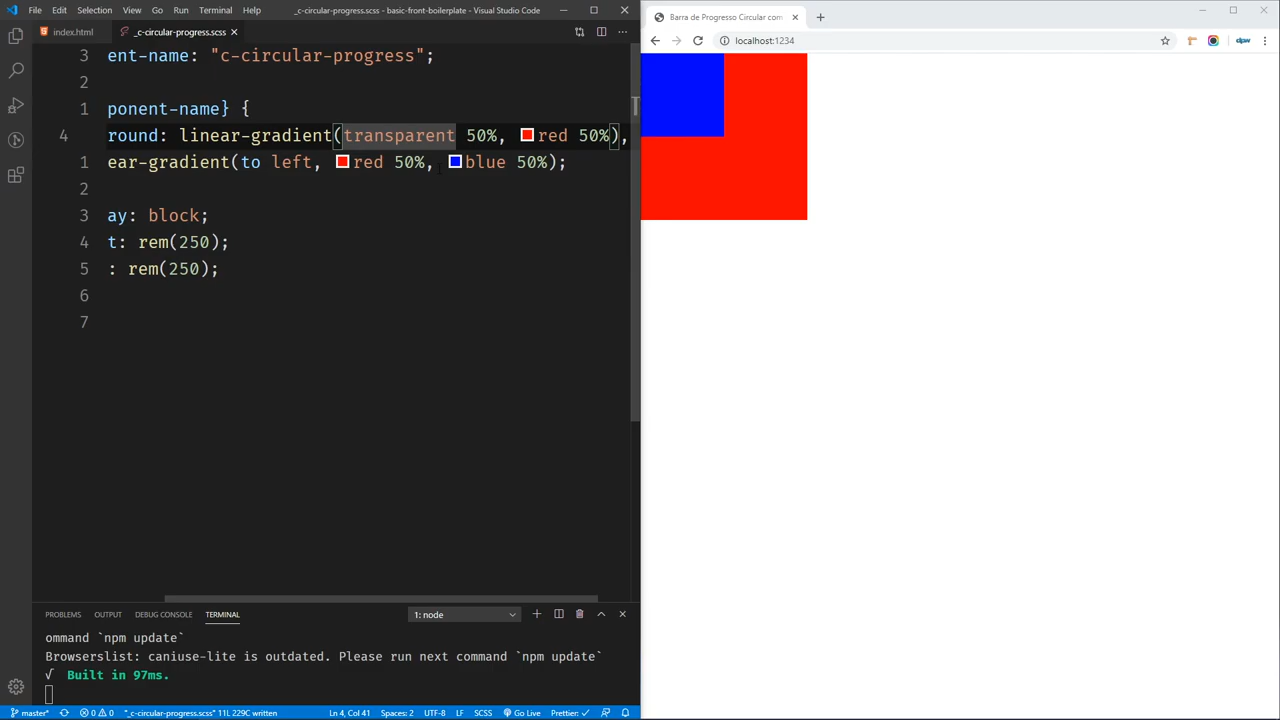 File Edit Selection View Go Run Terminal Help _c-circular-progress.scss - basic-front-boilerplate - Visual Studio Code
index.html _c-circular-progress.scss
3 ent-name: "c-circular-progress";
2
1 ponent-name} {
4 round: linear-gradient(transparent 50%, red 50%),
1 ear-gradient(to left, red 50%, blue 50%);
2
3 ay: block;
4 t: rem(250);
5 : rem(250);
6
7
PROBLEMS OUTPUT DEBUG CONSOLE TERMINAL 1: node
ommand `npm update`
Browserslist: caniuse-lite is outdated. Please run next command `npm update`
√ Built in 97ms.
master* 0 0 "_c-circular-progress.scss" 11L 229C written Ln 4, Col 41 Spaces: 2 UTF-8 LF SCSS Go Live Prettier: ✓
Barra de Progresso Circular com
localhost:1234
dpw